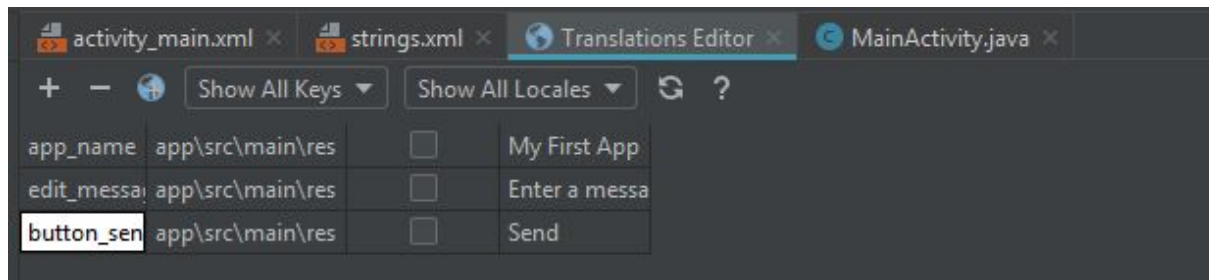 activity_main.xml strings.xml Translations Editor MainActivity.java
Show All Keys Show All Locales ?
app_name app\src\main\res My First App
edit_messa app\src\main\res Enter a messa
button_sen app\src\main\res Send